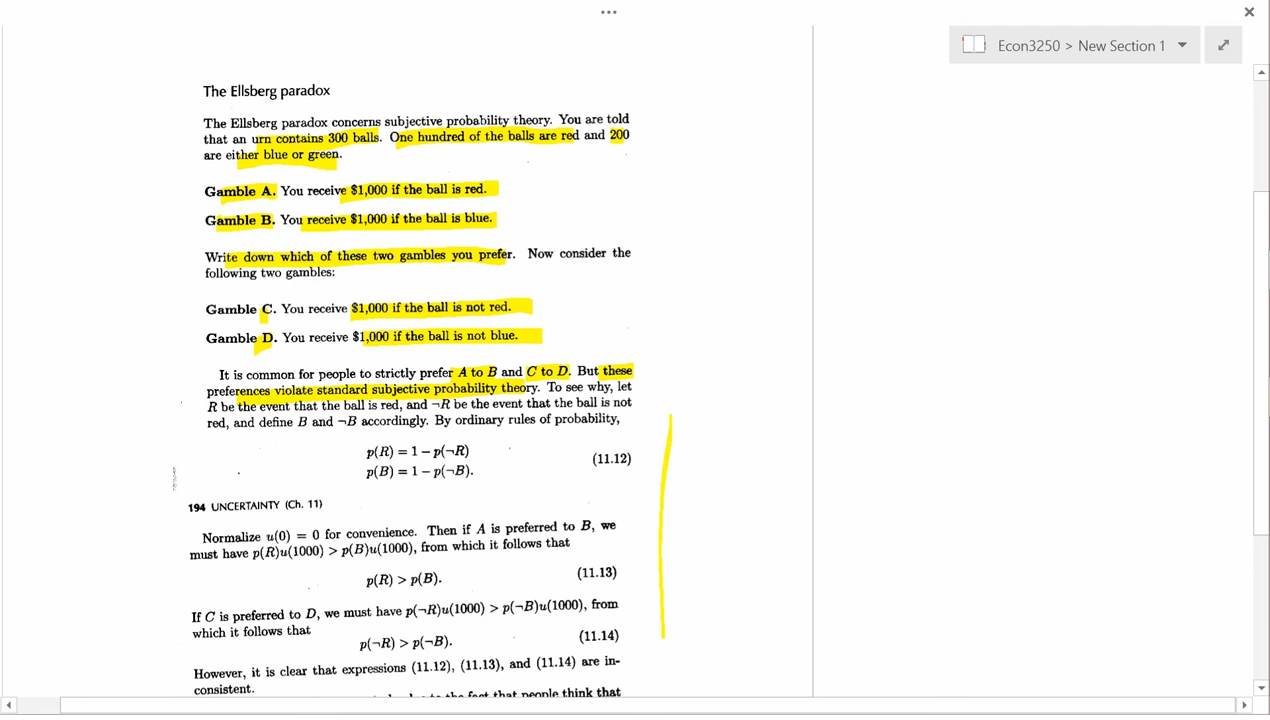 Econ3250 > New Section 1
The Ellsberg paradox
The Ellsberg paradox concerns subjective probability theory. You are told
that an urn contains 300 balls. One hundred of the balls are red and 200
are either blue or green.
Gamble A. You receive $1,000 if the ball is red.
Gamble B. You receive $1,000 if the ball is blue.
Write down which of these two gambles you prefer. Now consider the
following two gambles:
Gamble C. You receive $1,000 if the ball is not red.
Gamble D. You receive $1,000 if the ball is not blue.
It is common for people to strictly prefer A to B and C to D. But these
preferences violate standard subjective probability theory. To see why, let
R be the event that the ball is red, and ¬R be the event that the ball is not
red, and define B and ¬B accordingly. By ordinary rules of probability,
p(R) = 1 − p(¬R)
(11.12)
p(B) = 1 − p(¬B).
194 UNCERTAINTY (Ch. 11)
Normalize u(0) = 0 for convenience. Then if A is preferred to B, we
must have p(R)u(1000) > p(B)u(1000), from which it follows that
p(R) > p(B). (11.13)
If C is preferred to D, we must have p(¬R)u(1000) > p(¬B)u(1000), from
which it follows that
p(¬R) > p(¬B). (11.14)
However, it is clear that expressions (11.12), (11.13), and (11.14) are in-
consistent.
the fact that people think that